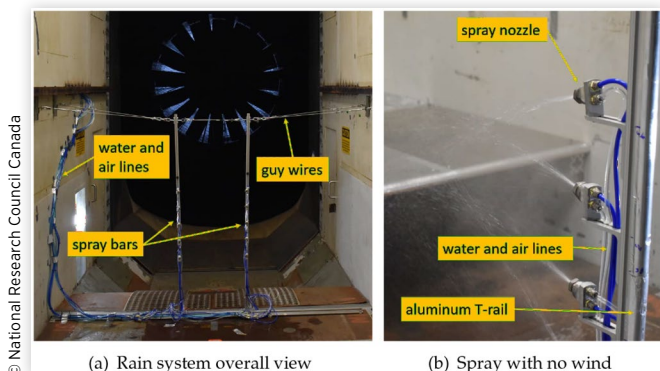 © National Research Council Canada
water and
air lines
guy wires
spray bars
(a) Rain system overall view
spray nozzle
water and air lines
aluminum T-rail
(b) Spray with no wind